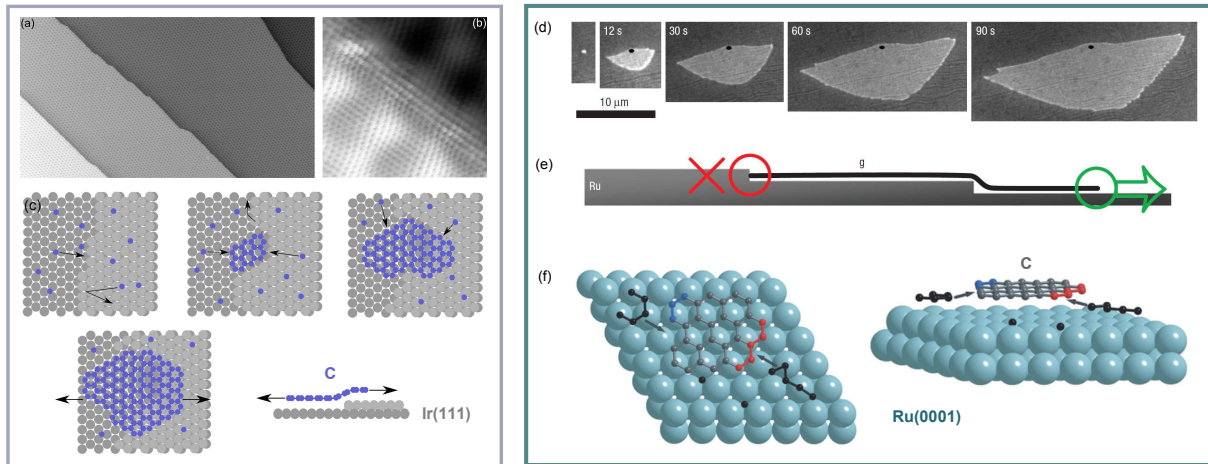 (a)
(b)
(c)
C
Ir(111)
(d)
12 s
30 s
60 s
90 s
10 μm
(e)
Ru
g
(f)
C
Ru(0001)